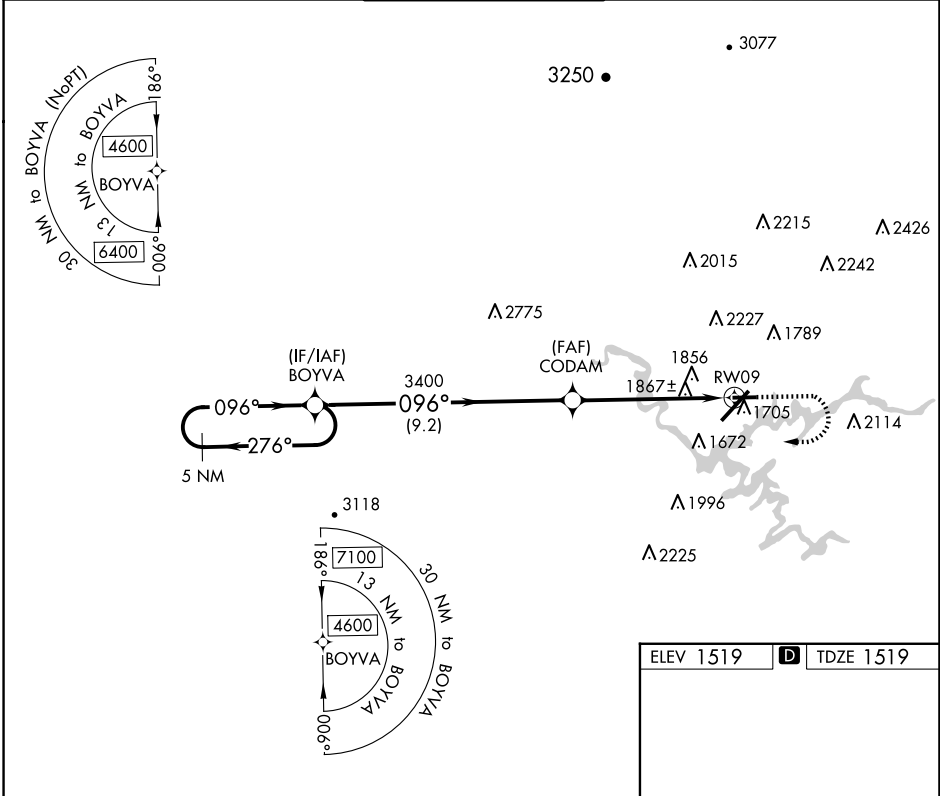 3077
3250
30 NM to BOYVA (NoPT)
13 NM to BOYVA
186°
4600
BOYVA
6400
006°
2215
2426
2015
2242
2775
2227
1789
(IF/IAF)
BOYVA
3400
096°
(9.2)
(FAF)
CODAM
1856
1867±
RW09
1705
2114
1672
096°
276°
5 NM
1996
2225
3118
186°
7100
13 NM to BOYVA
30 NM to BOYVA
4600
BOYVA
006°
ELEV 1519 D TDZE 1519